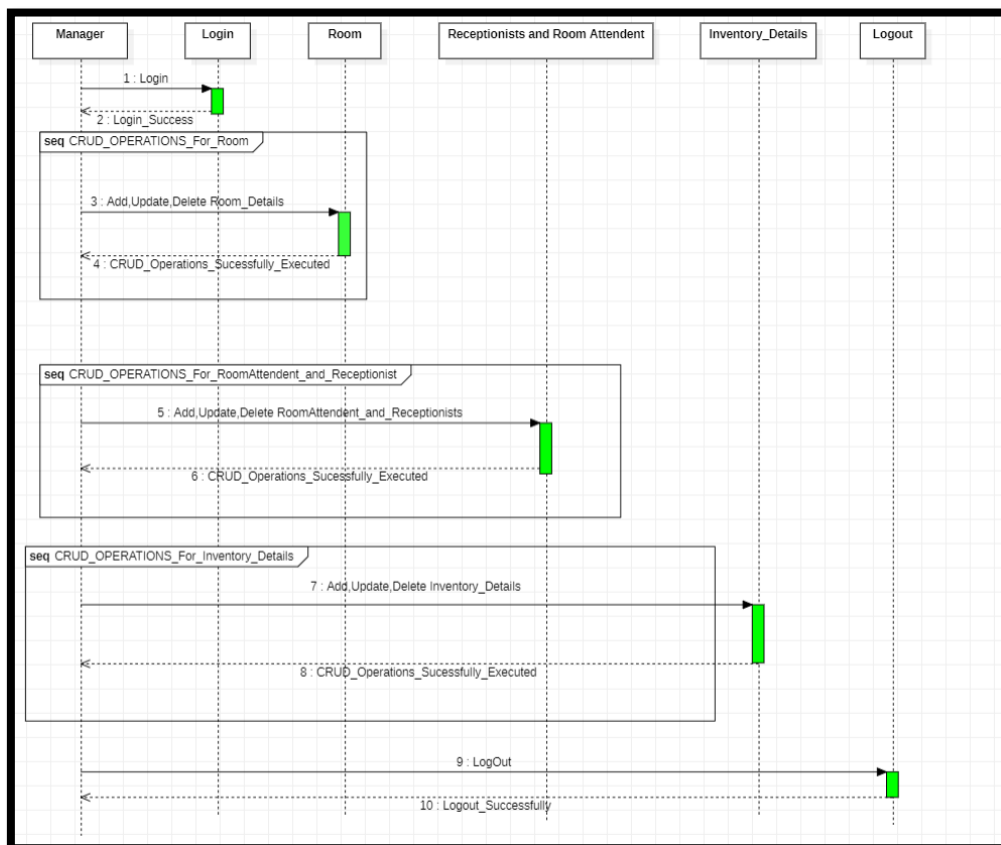 Manager
Login
Room
Receptionists and Room Attendent
Inventory_Details
Logout
1 : Login
2 : Login_Success
seq CRUD_OPERATIONS_For_Room
3 : Add,Update,Delete Room_Details
4 : CRUD_Operations_Sucessfully_Executed
seq CRUD_OPERATIONS_For_RoomAttendent_and_Receptionist
5 : Add,Update,Delete RoomAttendent_and_Receptionists
6 : CRUD_Operations_Sucessfully_Executed
seq CRUD_OPERATIONS_For_Inventory_Details
7 : Add,Update,Delete Inventory_Details
8 : CRUD_Operations_Sucessfully_Executed
9 : LogOut
10 : Logout_Successfully